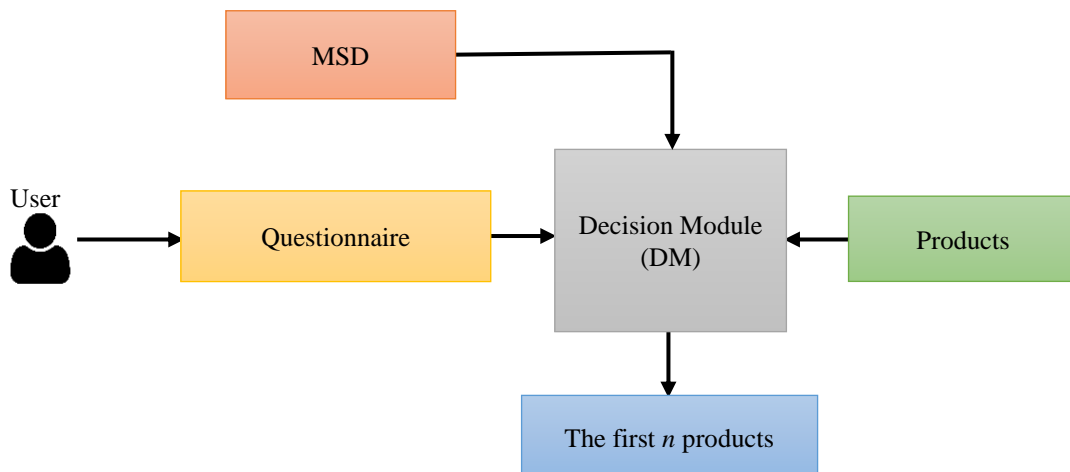 MSD
User
Questionnaire
Decision Module
(DM)
Products
The first n products